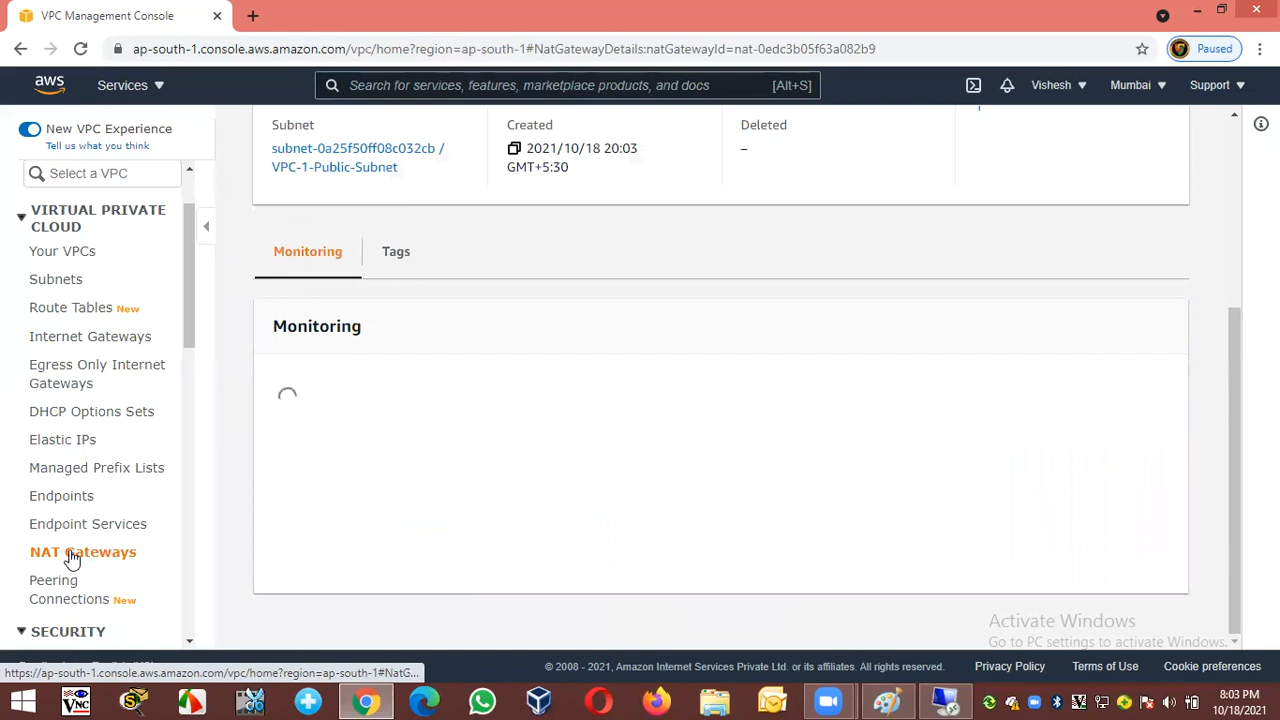 VPC Management Console
ap-south-1.console.aws.amazon.com/vpc/home?region=ap-south-1#NatGatewayDetails:natGatewayId=nat-0edc3b05f63a082b9
Paused
aws
Services
Search for services, features, marketplace products, and docs
[Alt+S]
Vishesh
Mumbai
Support
New VPC Experience
Tell us what you think
Select a VPC
VIRTUAL PRIVATE
CLOUD
Your VPCs
Subnets
Route Tables New
Internet Gateways
Egress Only Internet
Gateways
DHCP Options Sets
Elastic IPs
Managed Prefix Lists
Endpoints
Endpoint Services
NAT Gateways
Peering
Connections New
SECURITY
Subnet
subnet-0a25f50ff08c032cb /
VPC-1-Public-Subnet
Created
2021/10/18 20:03
GMT+5:30
Deleted
–
Monitoring
Tags
Monitoring
Activate Windows
Go to PC settings to activate Windows.
https://ap-south-1.console.aws.amazon.com/vpc/home?region=ap-south-1#NatG...
© 2008 - 2021, Amazon Internet Services Private Ltd. or its affiliates. All rights reserved.
Privacy Policy
Terms of Use
Cookie preferences
8:03 PM
10/18/2021